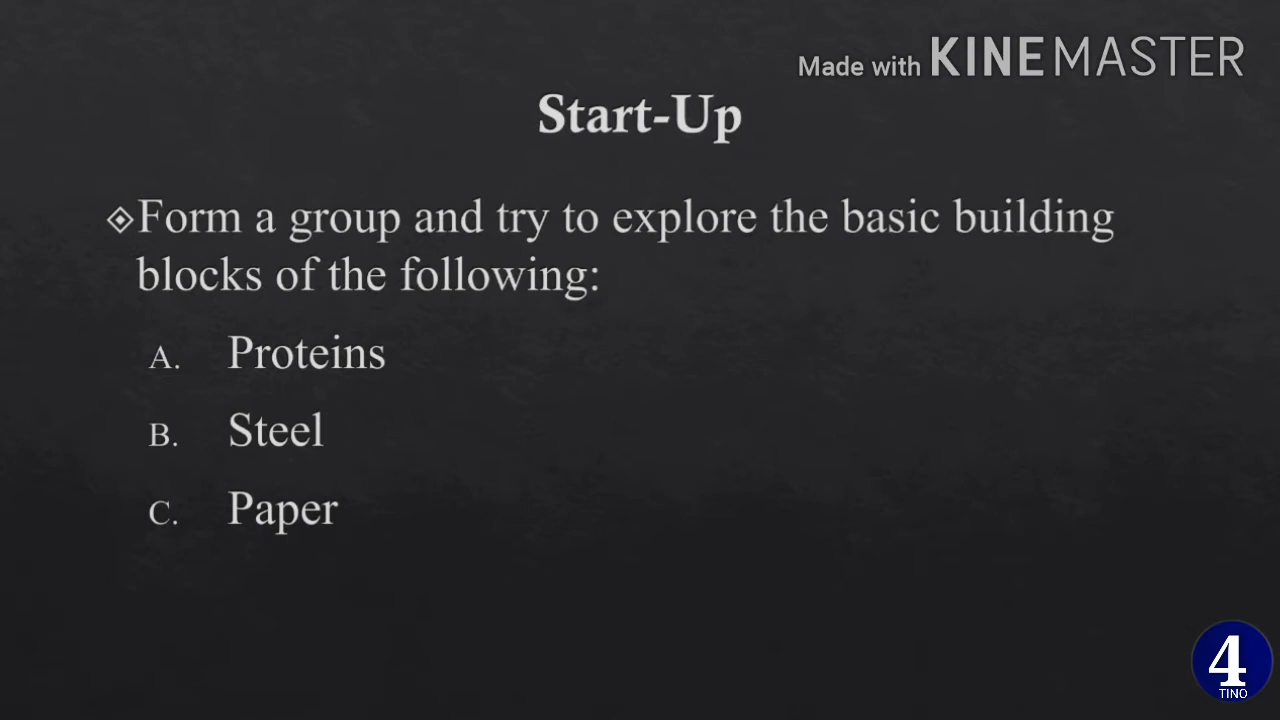 Made with KINEMASTER
Start-Up
Form a group and try to explore the basic building
blocks of the following:
A. Proteins
B. Steel
C. Paper
4
TINO